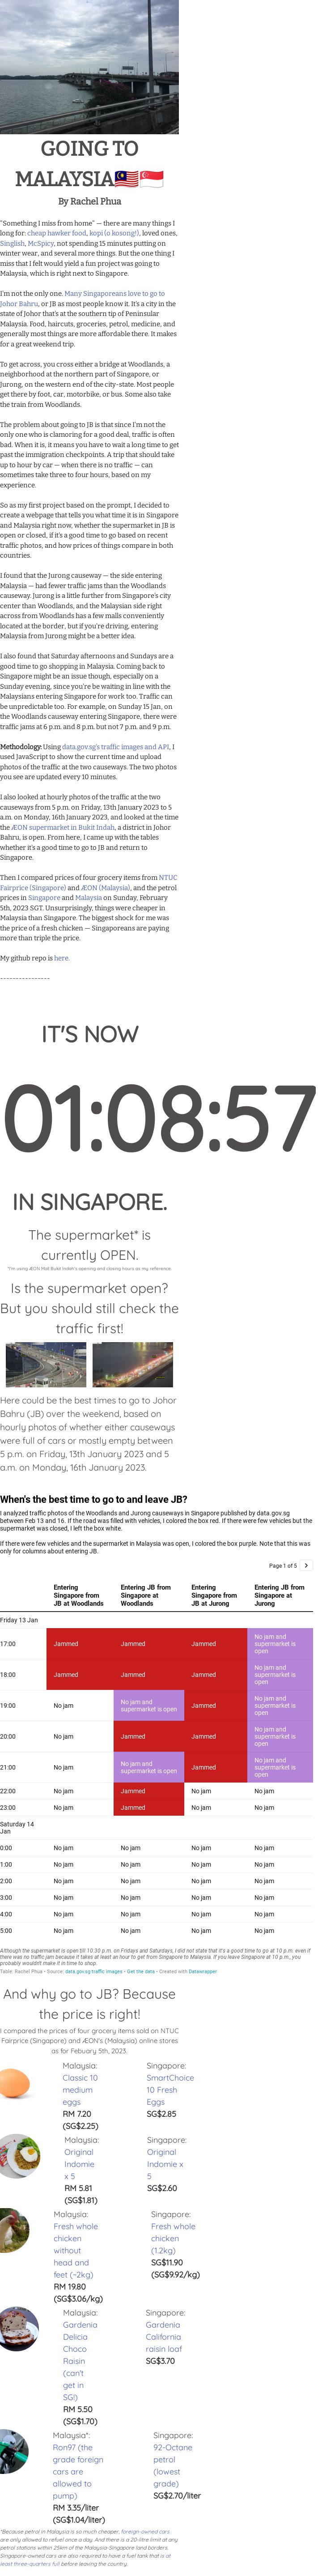 GOING TO
MALAYSIA🇲🇾🇸🇬
By Rachel Phua
"Something I miss from home" — there are many things I
long for: cheap hawker food, kopi (o kosong!), loved ones,
Singlish, McSpicy, not spending 15 minutes putting on
winter wear, and several more things. But the one thing I
miss that I felt would yield a fun project was going to
Malaysia, which is right next to Singapore.
I'm not the only one. Many Singaporeans love to go to
Johor Bahru, or JB as most people know it. It's a city in the
state of Johor that's at the southern tip of Peninsular
Malaysia. Food, haircuts, groceries, petrol, medicine, and
generally most things are more affordable there. It makes
for a great weekend trip.
To get across, you cross either a bridge at Woodlands, a
neighborhood at the northern part of Singapore, or
Jurong, on the western end of the city-state. Most people
get there by foot, car, motorbike, or bus. Some also take
the train from Woodlands.
The problem about going to JB is that since I'm not the
only one who is clamoring for a good deal, traffic is often
bad. When it is, it means you have to wait a long time to get
past the immigration checkpoints. A trip that should take
up to hour by car — when there is no traffic — can
sometimes take three to four hours, based on my
experience.
So as my first project based on the prompt, I decided to
create a webpage that tells you what time it is in Singapore
and Malaysia right now, whether the supermarket in JB is
open or closed, if it's a good time to go based on recent
traffic photos, and how prices of things compare in both
countries.
I found that the Jurong causeway — the side entering
Malaysia — had fewer traffic jams than the Woodlands
causeway. Jurong is a little further from Singapore's city
center than Woodlands, and the Malaysian side right
across from Woodlands has a few malls conveniently
located at the border, but if you're driving, entering
Malaysia from Jurong might be a better idea.
I also found that Saturday afternoons and Sundays are a
good time to go shopping in Malaysia. Coming back to
Singapore might be an issue though, especially on a
Sunday evening, since you're be waiting in line with the
Malaysians entering Singapore for work too. Traffic can
be unpredictable too. For example, on Sunday, 15 Jan, on
the Woodlands causeway entering Singapore, there were
traffic jams at 6 p.m. and 8 p.m. but not 7 p.m. and 9 p.m.
Methodology: Using data.gov.sg's traffic images and API, I
used JavaScript to show the current time and upload
photos of the traffic at the two causeways. The two photos
you see are updated every 10 minutes.
I also looked at hourly photos of the traffic at the two
causeways from 5 p.m. on Friday, 13th January 2023 to 5
a.m. on Monday, 16th January 2023, and looked at the time
the ÆON supermarket in Bukit Indah, a district in Johor
Bahru, is open. From here, I came up with the tables
whether it's a good time to go to JB and return to
Singapore.
Then I compared prices of four grocery items from NTUC
Fairprice (Singapore) and ÆON (Malaysia), and the petrol
prices in Singapore and Malaysia on Sunday, February
5th, 2023 SGT. Unsurprisingly, things were cheaper in
Malaysia than Singapore. The biggest shock for me was
the price of a fresh chicken — Singaporeans are paying
more than triple the price.
My github repo is here.
----------------
IT'S NOW
01:08:57
IN SINGAPORE.
The supermarket* is
currently OPEN.
*I'm using ÆON Mall Bukit Indah's opening and closing hours as my reference.
Is the supermarket open?
But you should still check the
traffic first!
Here could be the best times to go to Johor
Bahru (JB) over the weekend, based on
hourly photos of whether either causeways
were full of cars or mostly empty between
5 p.m. on Friday, 13th January 2023 and 5
a.m. on Monday, 16th January 2023.
When's the best time to go to and leave JB?
I analyzed traffic photos of the Woodlands and Jurong causeways in Singapore published by data.gov.sg
between Feb 13 and 16. If the road was filled with vehicles, I colored the box red. If there were few vehicles but the
supermarket was closed, I left the box white.
If there were few vehicles and the supermarket in Malaysia was open, I colored the box purple. Note that this was
only for columns about entering JB.
Page 1 of 5 >
Entering Singapore from JB at Woodlands | Entering JB from Singapore at Woodlands | Entering Singapore from JB at Jurong | Entering JB from Singapore at Jurong
Friday 13 Jan
17:00 Jammed Jammed Jammed No jam and supermarket is open
18:00 Jammed Jammed Jammed No jam and supermarket is open
19:00 No jam No jam and supermarket is open Jammed No jam and supermarket is open
20:00 No jam Jammed Jammed No jam and supermarket is open
21:00 No jam No jam and supermarket is open Jammed No jam and supermarket is open
22:00 No jam Jammed No jam No jam
23:00 No jam Jammed No jam No jam
Saturday 14 Jan
0:00 No jam No jam No jam No jam
1:00 No jam No jam No jam No jam
2:00 No jam No jam No jam No jam
3:00 No jam No jam No jam No jam
4:00 No jam No jam No jam No jam
5:00 No jam No jam No jam No jam
Although the supermarket is open till 10:30 p.m. on Fridays and Saturdays, I did not state that it's a good time to go at 10 p.m. even if
there was no traffic jam because it takes at least an hour to get from Singapore to Malaysia. If you leave Singapore at 10 p.m., you
probably wouldn't make it in time to shop.
Table: Rachel Phua • Source: data.gov.sg traffic images • Get the data • Created with Datawrapper
And why go to JB? Because
the price is right!
I compared the prices of four grocery items sold on NTUC
Fairprice (Singapore) and ÆON's (Malaysia) online stores
as for Febuary 5th, 2023.
Malaysia:
Classic 10
medium
eggs
RM 7.20
(SG$2.25)
Singapore:
SmartChoice
10 Fresh
Eggs
SG$2.85
Malaysia:
Original
Indomie
x 5
RM 5.81
(SG$1.81)
Singapore:
Original
Indomie x
5
SG$2.60
Malaysia:
Fresh whole
chicken
without
head and
feet (~2kg)
RM 19.80
(SG$3.06/kg)
Singapore:
Fresh whole
chicken
(1.2kg)
SG$11.90
(SG$9.92/kg)
Malaysia:
Gardenia
Delicia
Choco
Raisin
(can't
get in
SG!)
RM 5.50
(SG$1.70)
Singapore:
Gardenia
California
raisin loaf
SG$3.70
Malaysia*:
Ron97 (the
grade foreign
cars are
allowed to
pump)
RM 3.35/liter
(SG$1.04/liter)
Singapore:
92-Octane
petrol
(lowest
grade)
SG$2.70/liter
*Because petrol in Malaysia is so much cheaper, foreign-owned cars
are only allowed to refuel once a day. And there is a 20-litre limit at any
petrol stations within 25km of the Malaysia-Singapore land borders.
Singapore-owned cars are also required to have a fuel tank that is at
least three-quarters full before leaving the country.